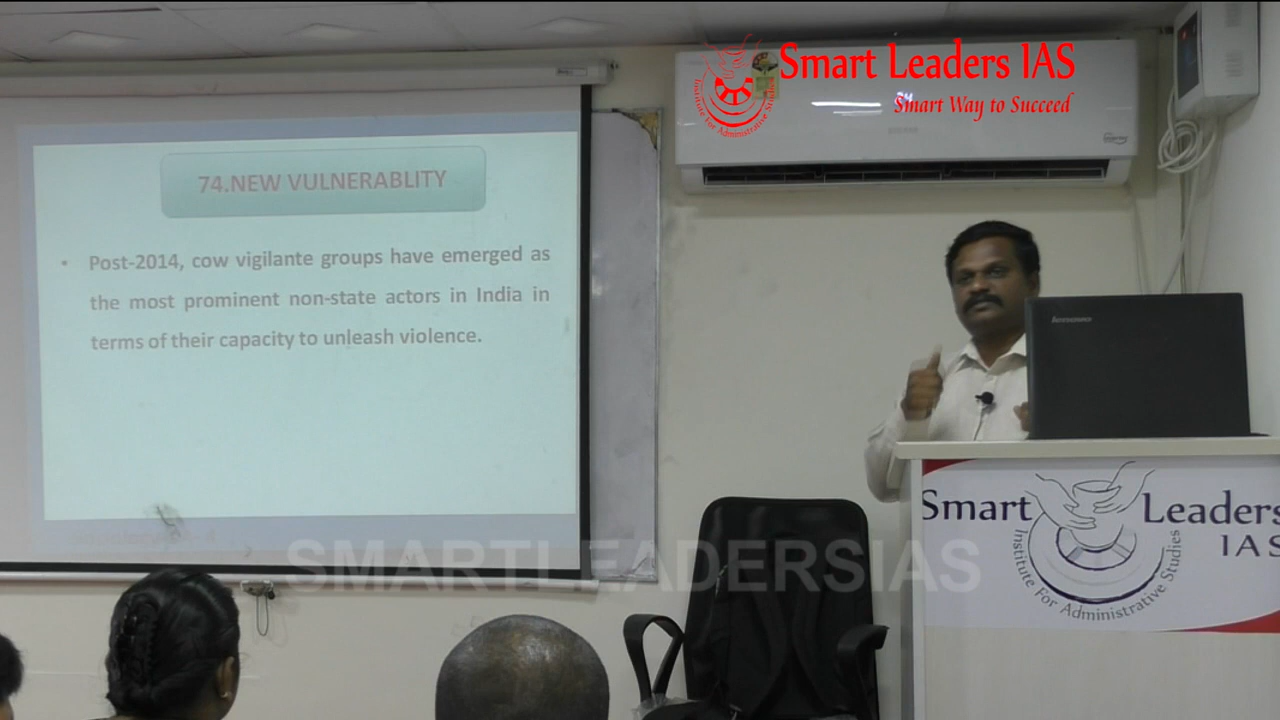 Smart Leaders IAS
Smart Way to Succeed
Institute For Administrative Studies
74.NEW VULNERABLITY
• Post-2014, cow vigilante groups have emerged as
the most prominent non-state actors in India in
terms of their capacity to unleash violence.
lenovo
Smart Leaders
IAS
Institute For Administrative Studies
SMARTLEADERSIAS